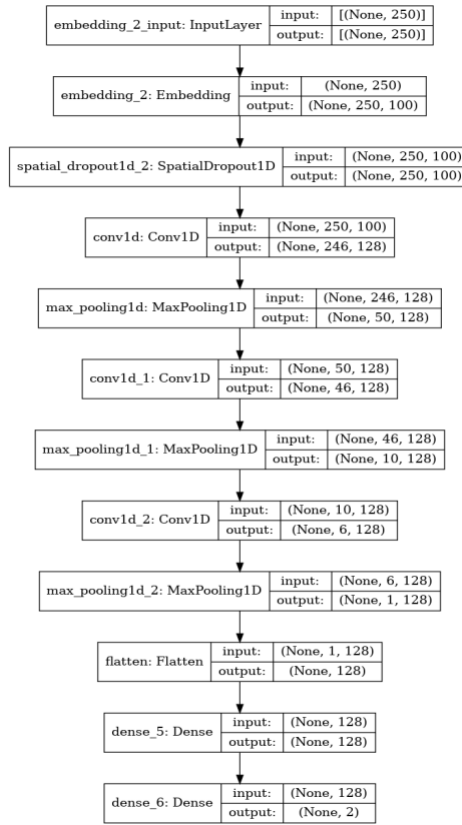 embedding_2_input: InputLayer
input: [(None, 250)]
output: [(None, 250)]
embedding_2: Embedding
input: (None, 250)
output: (None, 250, 100)
spatial_dropout1d_2: SpatialDropout1D
input: (None, 250, 100)
output: (None, 250, 100)
conv1d: Conv1D
input: (None, 250, 100)
output: (None, 246, 128)
max_pooling1d: MaxPooling1D
input: (None, 246, 128)
output: (None, 50, 128)
conv1d_1: Conv1D
input: (None, 50, 128)
output: (None, 46, 128)
max_pooling1d_1: MaxPooling1D
input: (None, 46, 128)
output: (None, 10, 128)
conv1d_2: Conv1D
input: (None, 10, 128)
output: (None, 6, 128)
max_pooling1d_2: MaxPooling1D
input: (None, 6, 128)
output: (None, 1, 128)
flatten: Flatten
input: (None, 1, 128)
output: (None, 128)
dense_5: Dense
input: (None, 128)
output: (None, 128)
dense_6: Dense
input: (None, 128)
output: (None, 2)